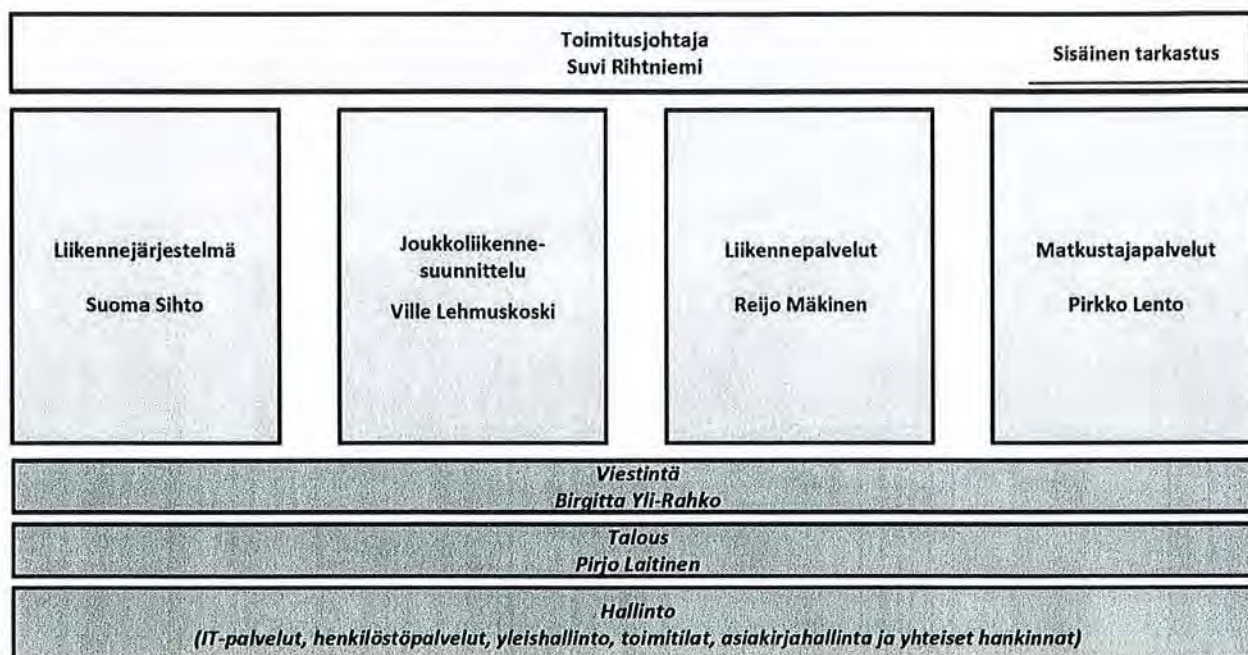 Toimitusjohtaja
Suvi Rihtniemi
Sisäinen tarkastus
Liikennejärjestelmä
Suoma Sihto
Joukkoliikenne-
suunnittelu
Ville Lehmuskoski
Liikennepalvelut
Reijo Mäkinen
Matkustajapalvelut
Pirkko Lento
Viestintä
Birgitta Yli-Rahko
Talous
Pirjo Laitinen
Hallinto
(IT-palvelut, henkilöstöpalvelut, yleishallinto, toimitilat, asiakirjahallinta ja yhteiset hankinnat)